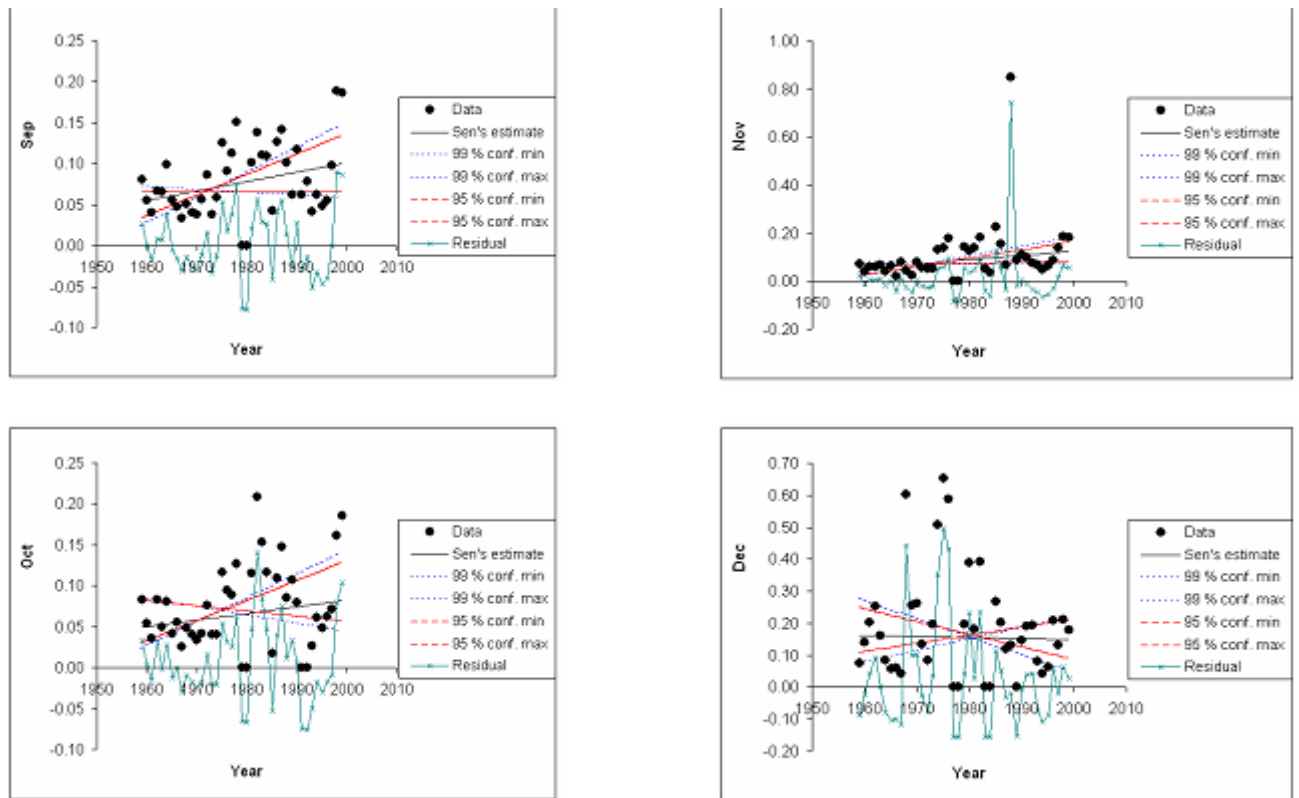 0.25
0.20
0.15
0.10
0.05
0.00
-0.05
-0.10
1950 1960 1970 1980 1990 2000 2010
Sep
Year
Data
Sen's estimate
99 % conf. min
99 % conf. max
95 % conf. min
95 % conf. max
Residual
1.00
0.80
0.60
0.40
0.20
0.00
-0.20
1950 1960 1970 1980 1990 2000 2010
Nov
Year
Data
Sen's estimate
99 % conf. min
99 % conf. max
95 % conf. min
95 % conf. max
Residual
0.25
0.20
0.15
0.10
0.05
0.00
-0.05
-0.10
1950 1960 1970 1980 1990 2000 2010
Oct
Year
Data
Sen's estimate
99 % conf. min
99 % conf. max
95 % conf. min
95 % conf. max
Residual
0.70
0.60
0.50
0.40
0.30
0.20
0.10
0.00
-0.10
-0.20
1950 1960 1970 1980 1990 2000 2010
Dec
Year
Data
Sen's estimate
99 % conf. min
99 % conf. max
95 % conf. min
95 % conf. max
Residual